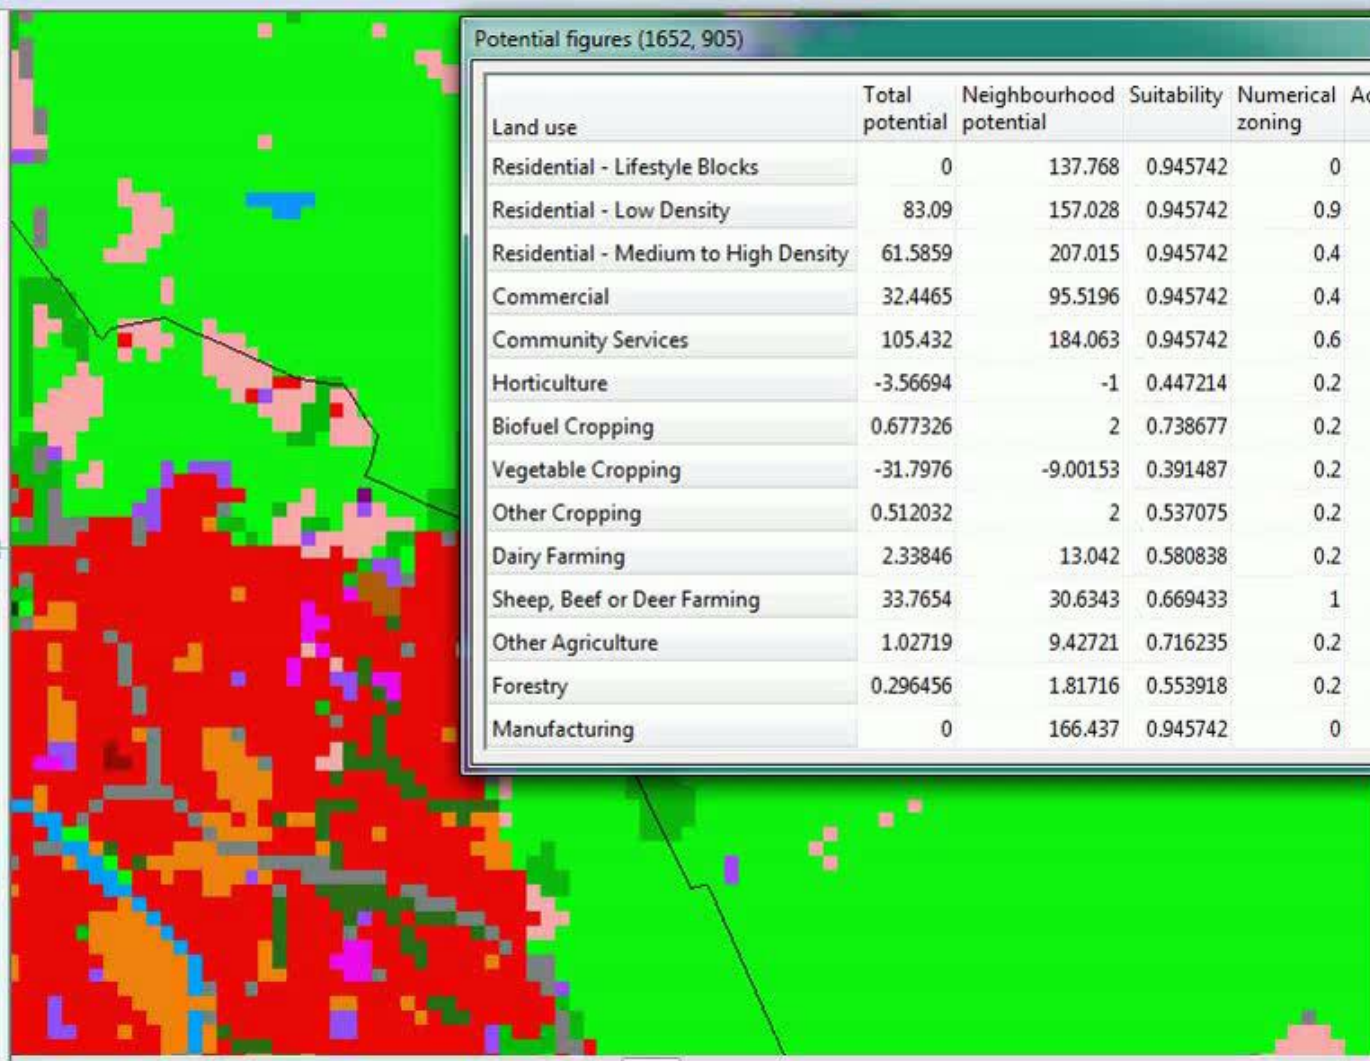 Potential figures (1652, 905)
Land use Total potential Neighbourhood potential Suitability Numerical zoning
Residential - Lifestyle Blocks 0 137.768 0.945742 0
Residential - Low Density 83.09 157.028 0.945742 0.9
Residential - Medium to High Density 61.5859 207.015 0.945742 0.4
Commercial 32.4465 95.5196 0.945742 0.4
Community Services 105.432 184.063 0.945742 0.6
Horticulture -3.56694 -1 0.447214 0.2
Biofuel Cropping 0.677326 2 0.738677 0.2
Vegetable Cropping -31.7976 -9.00153 0.391487 0.2
Other Cropping 0.512032 2 0.537075 0.2
Dairy Farming 2.33846 13.042 0.580838 0.2
Sheep, Beef or Deer Farming 33.7654 30.6343 0.669433 1
Other Agriculture 1.02719 9.42721 0.716235 0.2
Forestry 0.296456 1.81716 0.553918 0.2
Manufacturing 0 166.437 0.945742 0